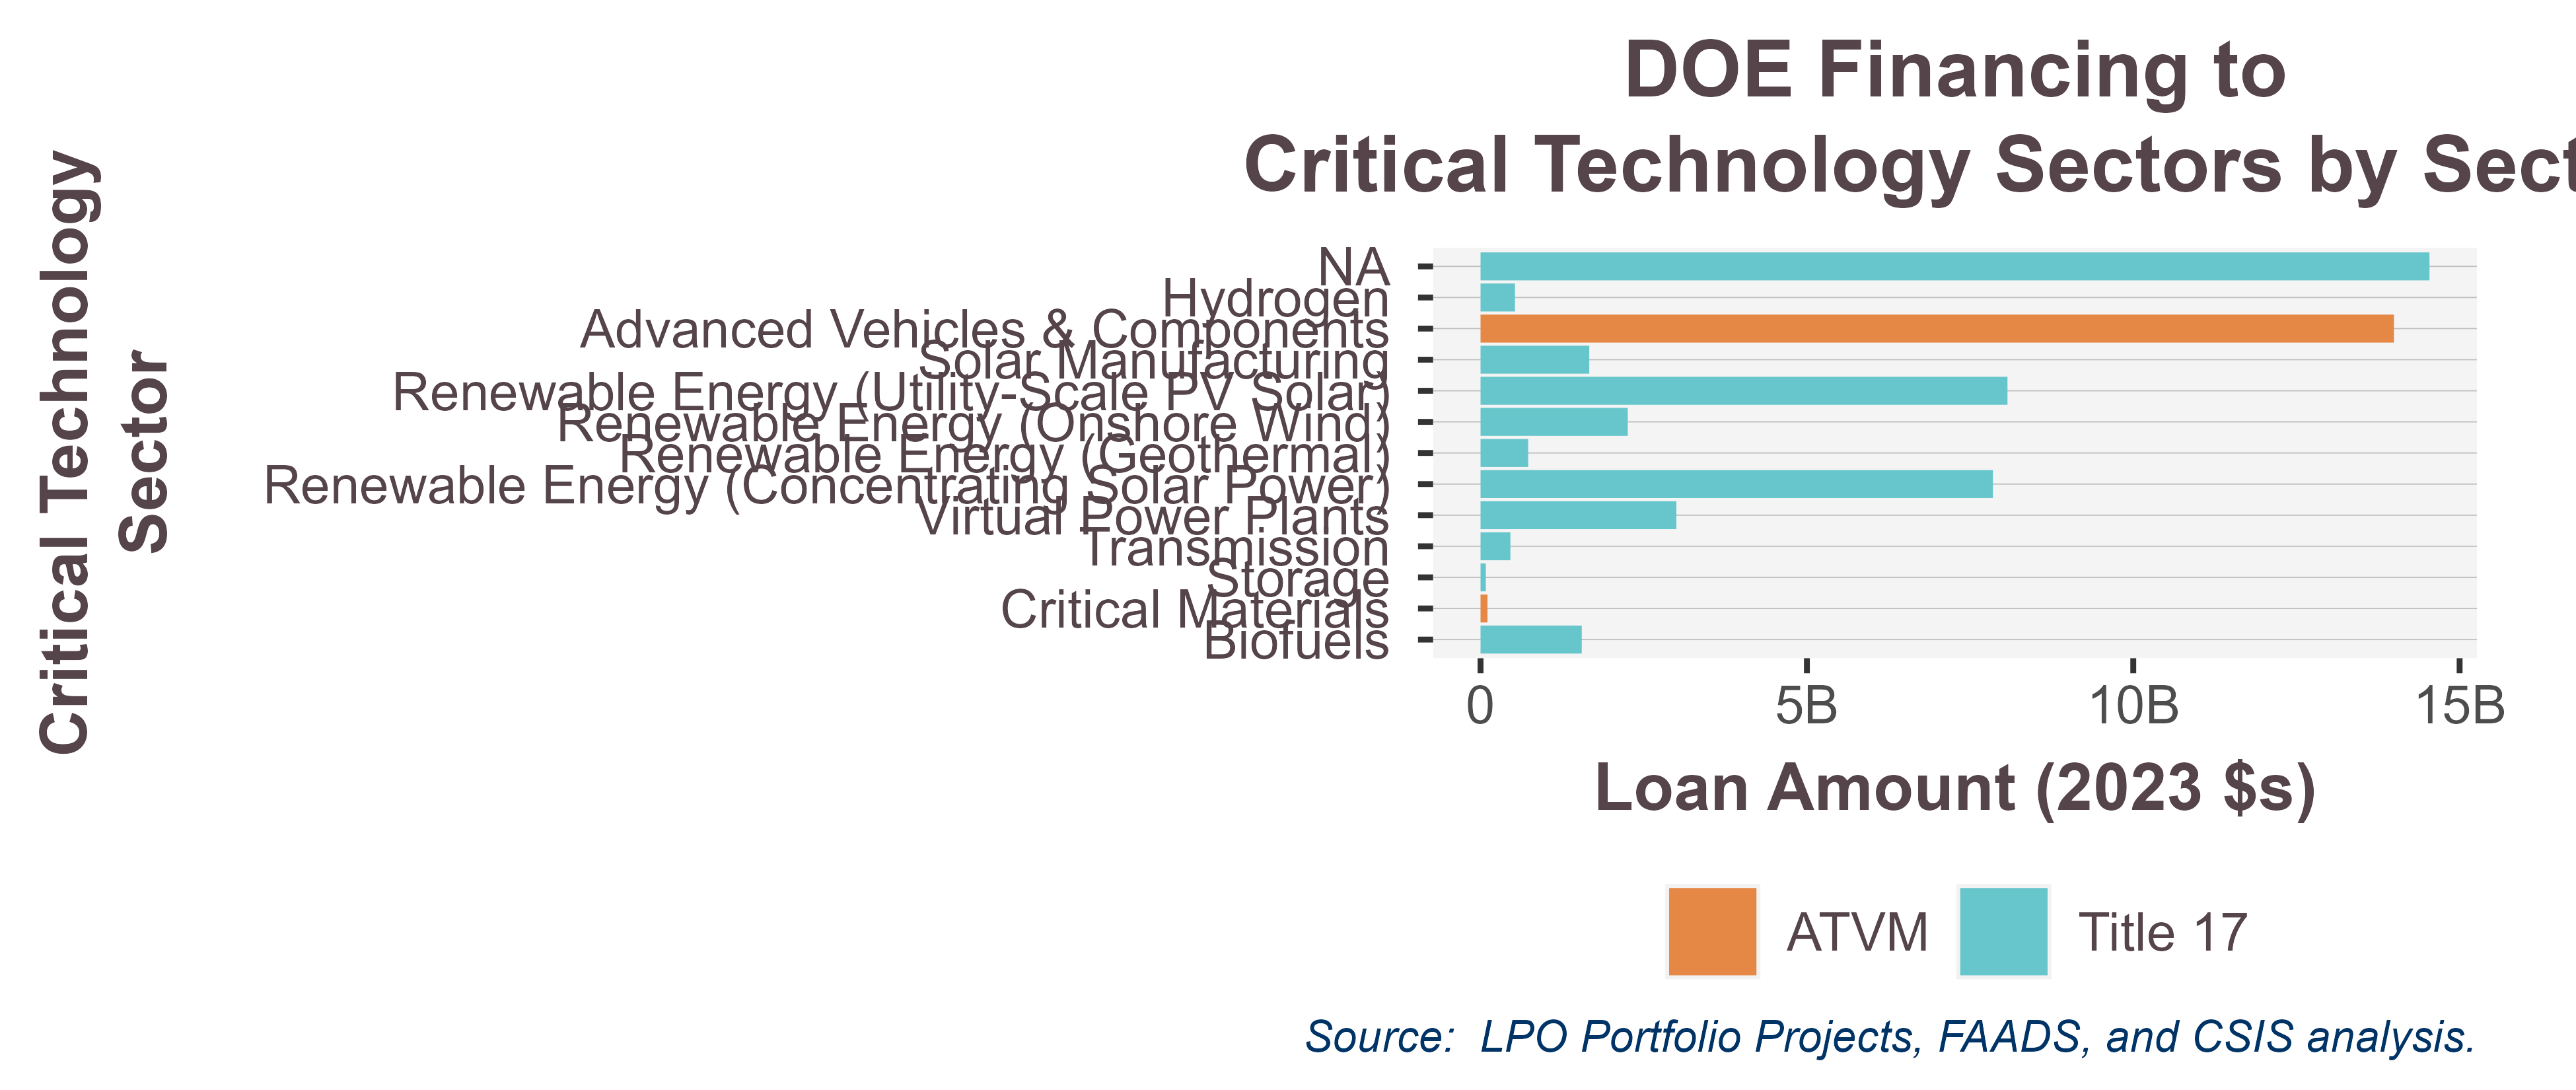 DOE Financing to
Critical Technology Sectors by Sect
Critical Technology
Sector
NA
Hydrogen
Advanced Vehicles & Components
Solar Manufacturing
Renewable Energy (Utility-Scale PV Solar)
Renewable Energy (Onshore Wind)
Renewable Energy (Geothermal)
Renewable Energy (Concentrating Solar Power)
Virtual Power Plants
Transmission
Storage
Critical Materials
Biofuels
0 5B 10B 15B
Loan Amount (2023 $s)
ATVM Title 17
Source: LPO Portfolio Projects, FAADS, and CSIS analysis.